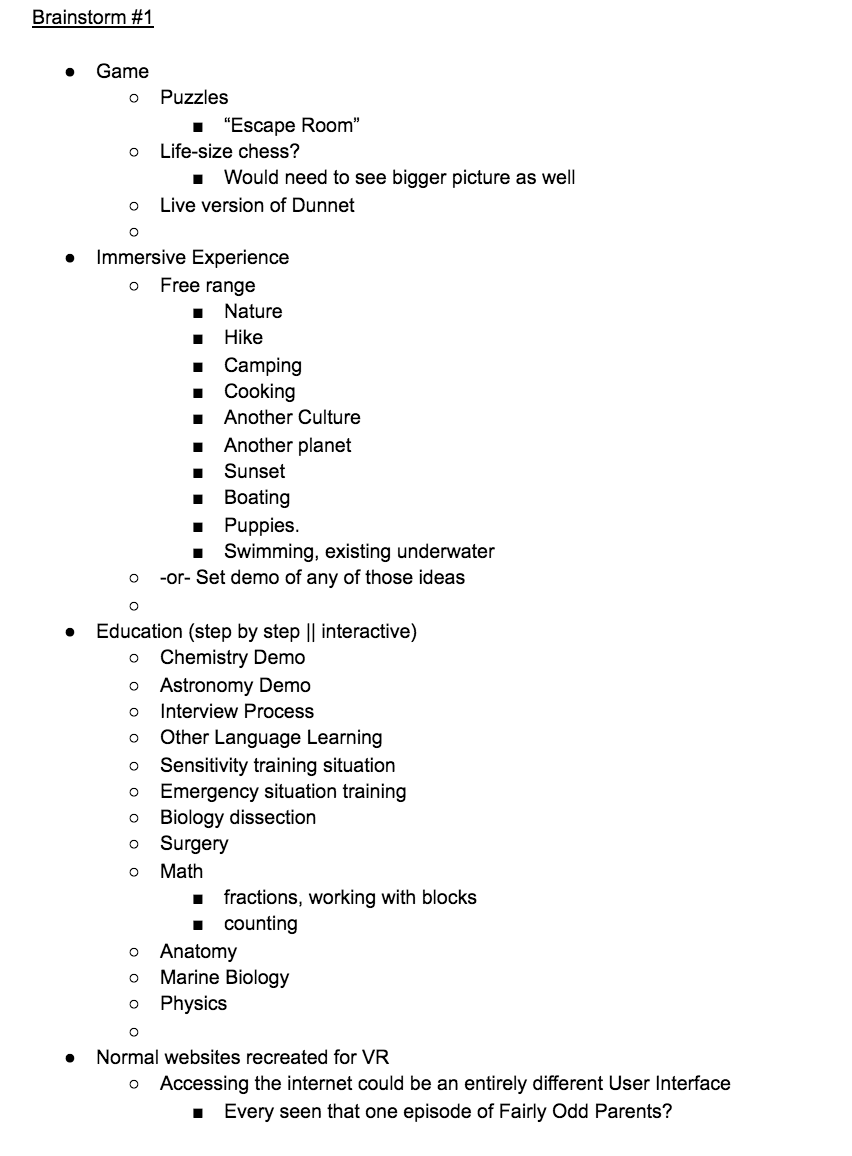 Brainstorm #1
● Game
○ Puzzles
■ “Escape Room”
○ Life-size chess?
■ Would need to see bigger picture as well
○ Live version of Dunnet
○
● Immersive Experience
○ Free range
■ Nature
■ Hike
■ Camping
■ Cooking
■ Another Culture
■ Another planet
■ Sunset
■ Boating
■ Puppies.
■ Swimming, existing underwater
○ -or- Set demo of any of those ideas
○
● Education (step by step || interactive)
○ Chemistry Demo
○ Astronomy Demo
○ Interview Process
○ Other Language Learning
○ Sensitivity training situation
○ Emergency situation training
○ Biology dissection
○ Surgery
○ Math
■ fractions, working with blocks
■ counting
○ Anatomy
○ Marine Biology
○ Physics
○
● Normal websites recreated for VR
○ Accessing the internet could be an entirely different User Interface
■ Every seen that one episode of Fairly Odd Parents?